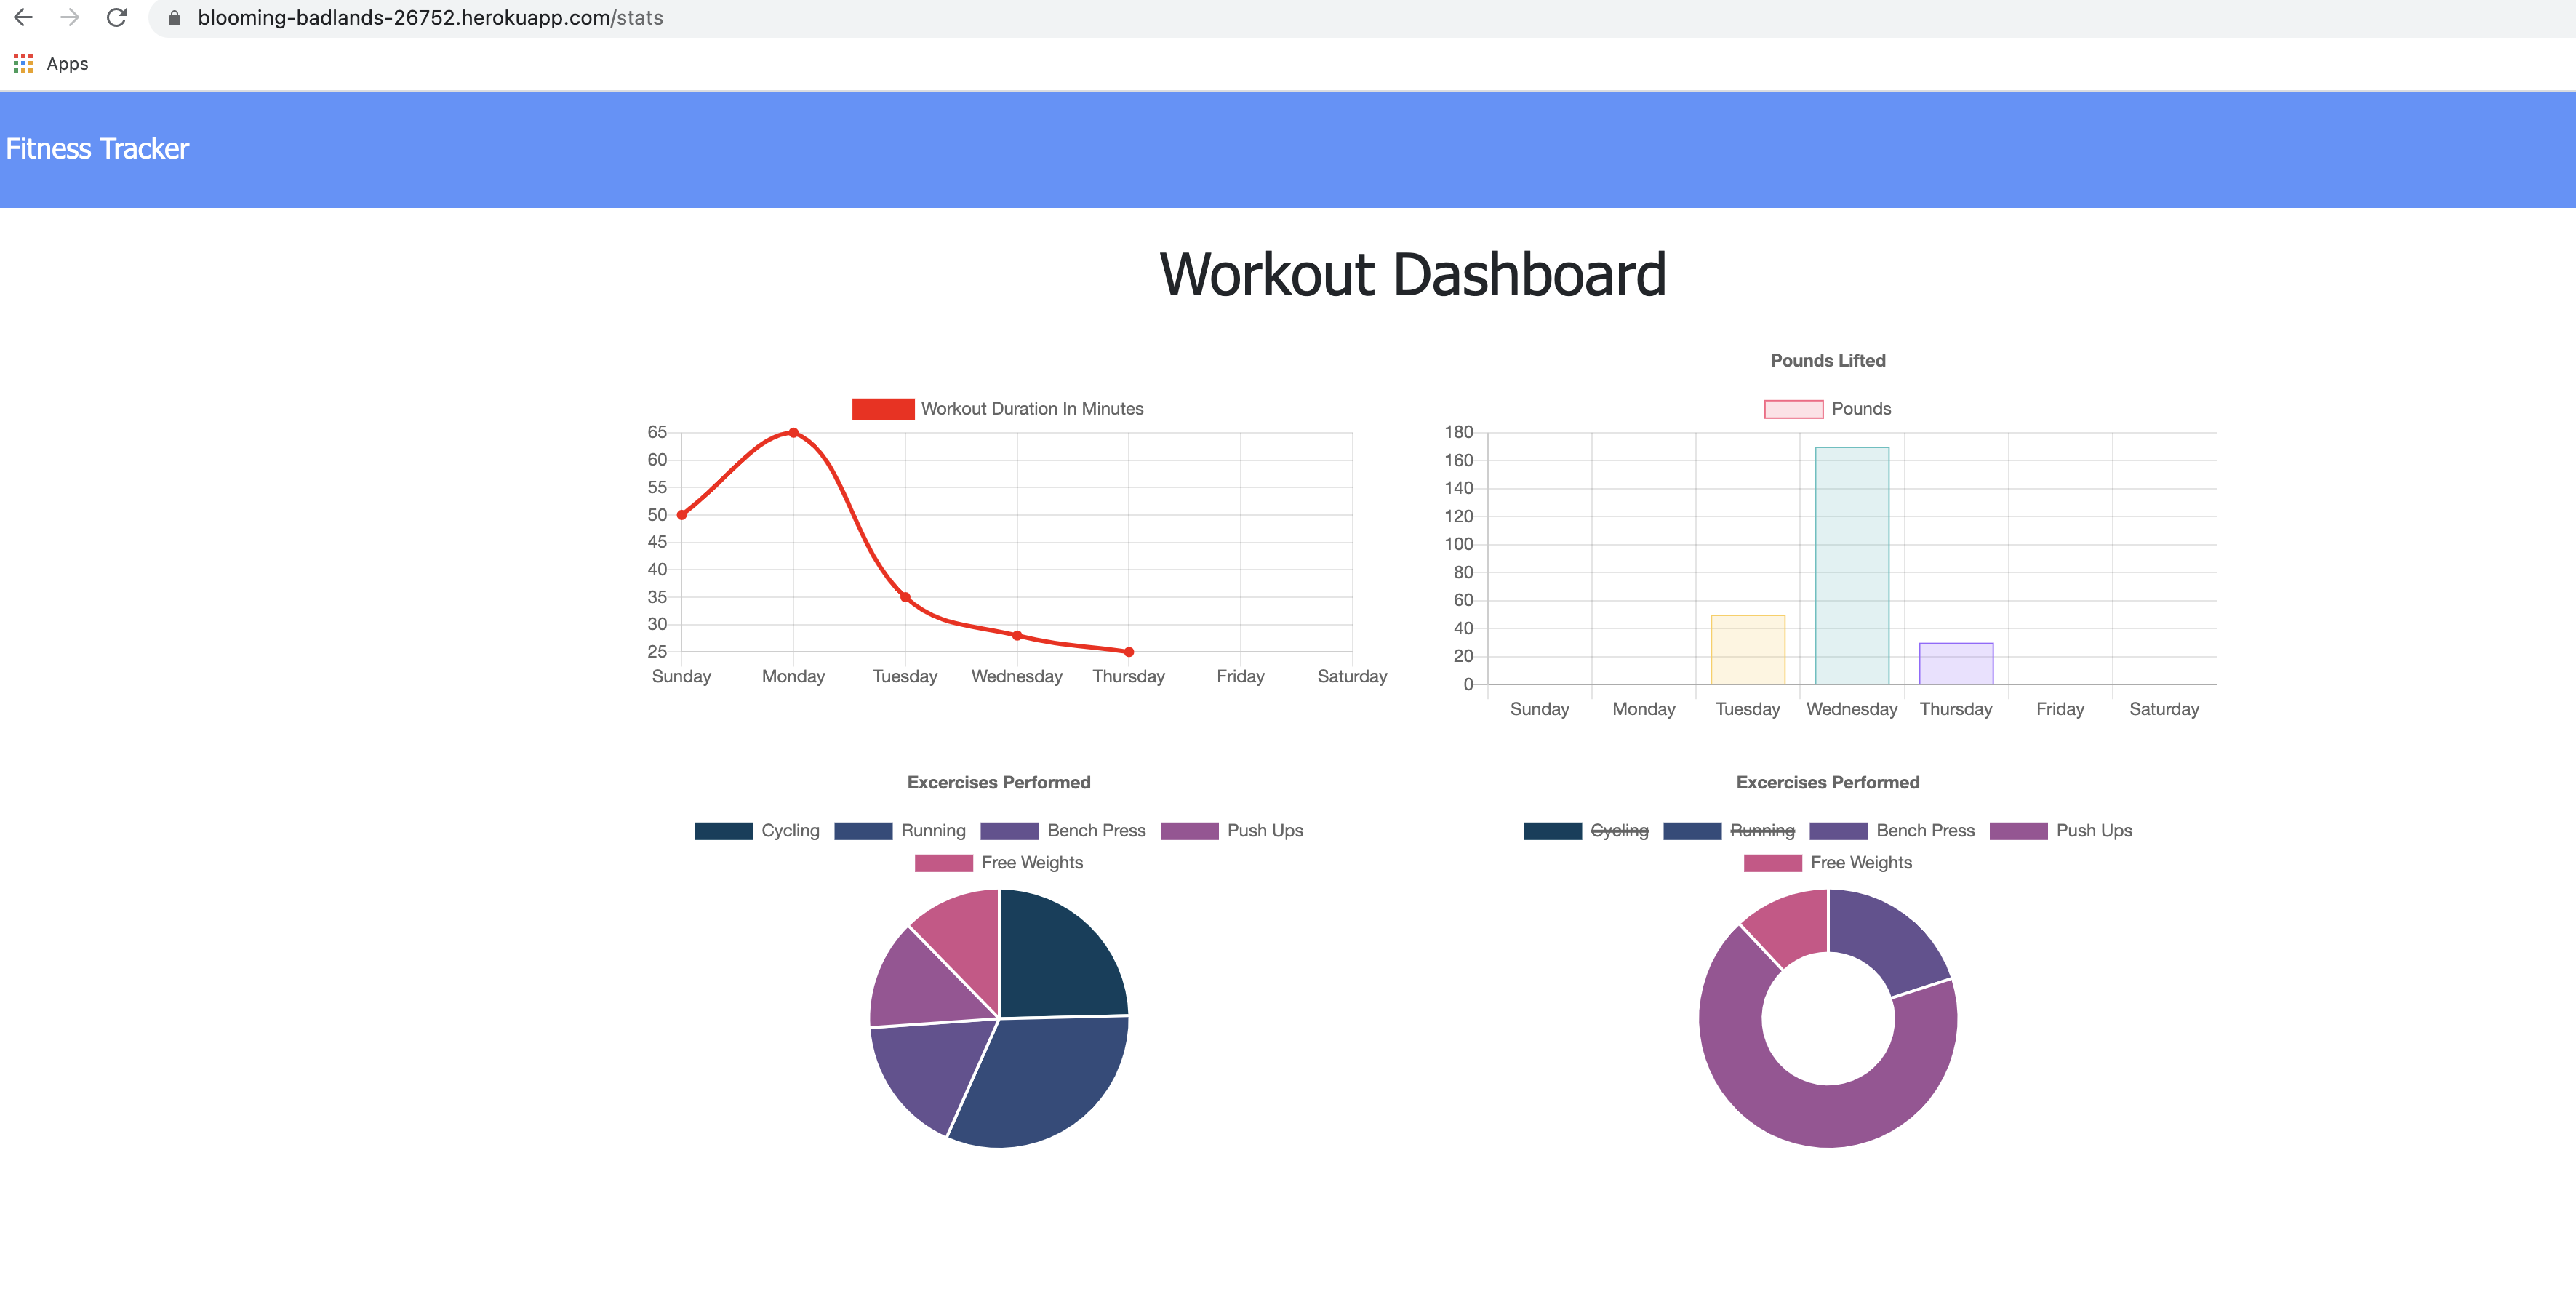 blooming-badlands-26752.herokuapp.com/stats
Apps
Fitness Tracker
Workout Dashboard
Workout Duration In Minutes
65
60
55
50
45
40
35
30
25
Sunday Monday Tuesday Wednesday Thursday Friday Saturday
Pounds Lifted
Pounds
180
160
140
120
100
80
60
40
20
0
Sunday Monday Tuesday Wednesday Thursday Friday Saturday
Excercises Performed
Cycling Running Bench Press Push Ups
Free Weights
Excercises Performed
Cycling Running Bench Press Push Ups
Free Weights